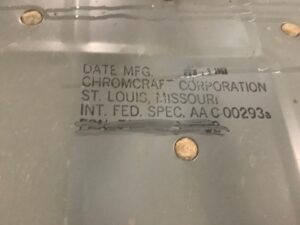 DATE MFG.
CHROMCRAFT CORPORATION
ST. LOUIS, MISSOURI
INT. FED. SPEC. AA C 00293a